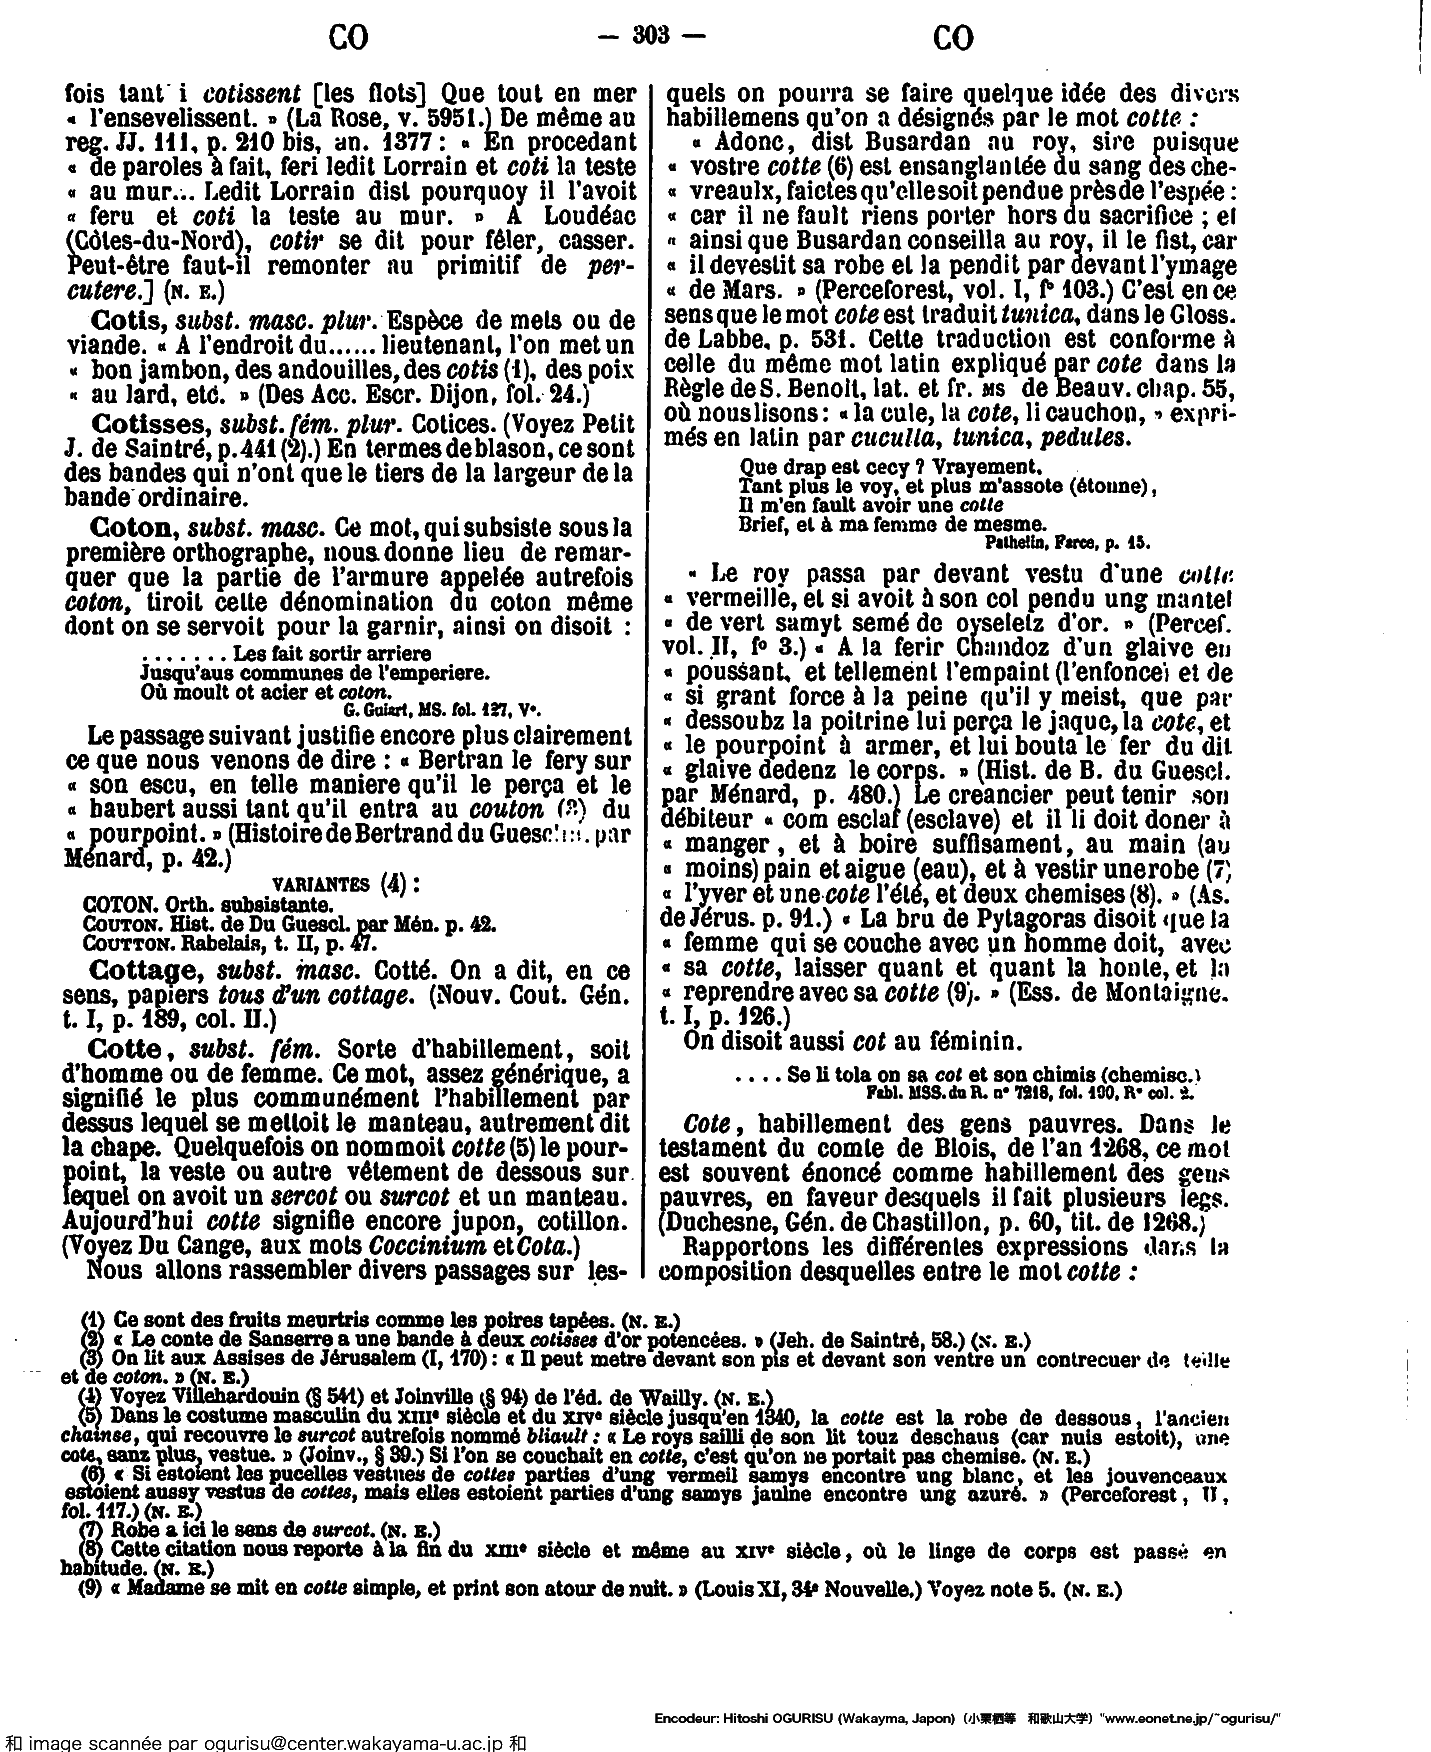 CO
— 303 —
CO
fois tant i cotissent [les flots] Que tout en mer
« l'ensevelissent. » (La Rose, v. 5951.) De même au
reg. JJ. 111, p. 210 bis, an. 1377 : « En procedant
« de paroles à fait, feri ledit Lorrain et coti la teste
« au mur... Ledit Lorrain dist pourquoy il l'avoit
« feru et coti la teste au mur. » A Loudéac
(Côtes-du-Nord), cotir se dit pour fêler, casser.
Peut-être faut-il remonter au primitif de per-
cutere.] (N. E.)
Cotis, subst. masc. plur. Espèce de mets ou de
viande. « A l'endroit du...... lieutenant, l'on met un
« bon jambon, des andouilles, des cotis (1), des poix
« au lard, etc. » (Des Acc. Escr. Dijon, fol. 24.)
Cotisses, subst. fém. plur. Cotices. (Voyez Petit
J. de Saintré, p. 441 (2).) En termes de blason, ce sont
des bandes qui n'ont que le tiers de la largeur de la
bande ordinaire.
Coton, subst. masc. Ce mot, qui subsiste sous la
première orthographe, nous donne lieu de remar-
quer que la partie de l'armure appelée autrefois
coton, tiroit cette dénomination du coton même
dont on se servoit pour la garnir, ainsi on disoit :
. . . . . . . Les fait sortir arriere
Jusqu'aus communes de l'emperiere.
Où moult ot acier et coton.
G. Guiart, MS. fol. 127, V°.
Le passage suivant justifie encore plus clairement
ce que nous venons de dire : « Bertran le fery sur
« son escu, en telle maniere qu'il le perça et le
« haubert aussi tant qu'il entra au couton (3) du
« pourpoint. » (Histoire de Bertrand du Guesclin. par
Ménard, p. 42.)
VARIANTES (4) :
COTON. Orth. subsistante.
COUTON. Hist. de Du Guescl. par Mén. p. 42.
COUTTON. Rabelais, t. II, p. 47.
Cottage, subst. masc. Cotté. On a dit, en ce
sens, papiers tous d'un cottage. (Nouv. Cout. Gén.
t. I, p. 189, col. II.)
Cotte, subst. fém. Sorte d'habillement, soit
d'homme ou de femme. Ce mot, assez générique, a
signifié le plus communément l'habillement par
dessus lequel se mettoit le manteau, autrement dit
la chape. Quelquefois on nommoit cotte (5) le pour-
point, la veste ou autre vêtement de dessous sur
lequel on avoit un sercot ou surcot et un manteau.
Aujourd'hui cotte signifie encore jupon, cotillon.
(Voyez Du Cange, aux mots Coccinium et Cota.)
Nous allons rassembler divers passages sur les-
quels on pourra se faire quelque idée des divers
habillemens qu'on a désignés par le mot cotte :
« Adonc, dist Busardan au roy, sire puisque
« vostre cotte (6) est ensanglantée du sang des che-
« vreaulx, faictes qu'elle soit pendue près de l'espée :
« car il ne fault riens porter hors du sacrifice ; et
« ainsi que Busardan conseilla au roy, il le fist, car
« il devestit sa robe et la pendit par devant l'ymage
« de Mars. » (Perceforest, vol. I, f° 103.) C'est en ce
sens que le mot cote est traduit tunica, dans le Gloss.
de Labbe, p. 531. Cette traduction est conforme à
celle du même mot latin expliqué par cote dans la
Règle de S. Benoit, lat. et fr. MS de Beauv. chap. 55,
où nous lisons : « la cule, la cote, li cauchon, » expri-
més en latin par cuculla, tunica, pedules.
Que drap est cecy ? Vrayement.
Tant plus le voy, et plus m'assote (étonne),
Il m'en fault avoir une cotte
Brief, et à ma femme de mesme.
Pathelin, Farce, p. 15.
« Le roy passa par devant vestu d'une cotte
« vermeille, et si avoit à son col pendu ung mantel
« de vert samyt semé de oyseletz d'or. » (Percef.
vol. II, f° 3.) « A la ferir Chandoz d'un glaive en
« poussant, et tellement l'empaint (l'enfonce) et de
« si grant force à la peine qu'il y meist, que par
« dessoubz la poitrine lui perça le jaque, la cote, et
« le pourpoint à armer, et lui bouta le fer du dit
« glaive dedenz le corps. » (Hist. de B. du Guescl.
par Ménard, p. 480.) Le creancier peut tenir son
débiteur « com esclaf (esclave) et il li doit doner à
« manger, et à boire suffisament, au main (au
« moins) pain et aigue (eau), et à vestir une robe (7)
« l'yver et une cote l'été, et deux chemises (8). » (As.
de Jérus. p. 91.) « La bru de Pytagoras disoit que la
« femme qui se couche avec un homme doit, avec
« sa cotte, laisser quant et quant la honte, et la
« reprendre avec sa cotte (9). » (Ess. de Montaigne.
t. I, p. 126.)
On disoit aussi cot au féminin.
. . . . Se li tola on sa cot et son chimis (chemise.)
Fabl. MSS. du R. n° 7218, fol. 190, R° col. 2.
Cote, habillement des gens pauvres. Dans le
testament du comte de Blois, de l'an 1268, ce mot
est souvent énoncé comme habillement des gens
pauvres, en faveur desquels il fait plusieurs legs.
(Duchesne, Gén. de Chastillon, p. 60, tit. de 1268.)
Rapportons les différentes expressions dans la
composition desquelles entre le mot cotte :
(1) Ce sont des fruits meurtris comme les poires tapées. (N. E.)
(2) « Le conte de Sanserre a une bande à deux cotisses d'or potencées. » (Jeh. de Saintré, 58.) (N. E.)
(3) On lit aux Assises de Jérusalem (I, 170) : « Il peut metre devant son pis et devant son ventre un contrecuer de teille
et de coton. » (N. E.)
(4) Voyez Villehardouin (§ 541) et Joinville (§ 94) de l'éd. de Wailly. (N. E.)
(5) Dans le costume masculin du XIIIe siècle et du XIVe siècle jusqu'en 1340, la cotte est la robe de dessous, l'ancien
chainse, qui recouvre le surcot autrefois nommé bliault : « Le roys sailli de son lit touz deschaus (car nuis estoit), une
cote, sanz plus, vestue. » (Joinv., § 39.) Si l'on se couchait en cotte, c'est qu'on ne portait pas chemise. (N. E.)
(6) « Si estoient les pucelles vestues de cottes parties d'ung vermeil samys encontre ung blanc, et les jouvenceaux
estoient aussy vestus de cottes, mais elles estoient parties d'ung samys jaulne encontre ung azuré. » (Perceforest, II,
fol. 117.) (N. E.)
(7) Robe a ici le sens de surcot. (N. E.)
(8) Cette citation nous reporte à la fin du XIIIe siècle et même au XIVe siècle, où le linge de corps est passé en
habitude. (N. E.)
(9) « Madame se mit en cotte simple, et print son atour de nuit. » (Louis XI, 34e Nouvelle.) Voyez note 5. (N. E.)
Encodeur: Hitoshi OGURISU (Wakayma, Japon) (小栗栖等 和歌山大学) "www.eonet.ne.jp/~ogurisu/"
和 image scannée par ogurisu@center.wakayama-u.ac.jp 和